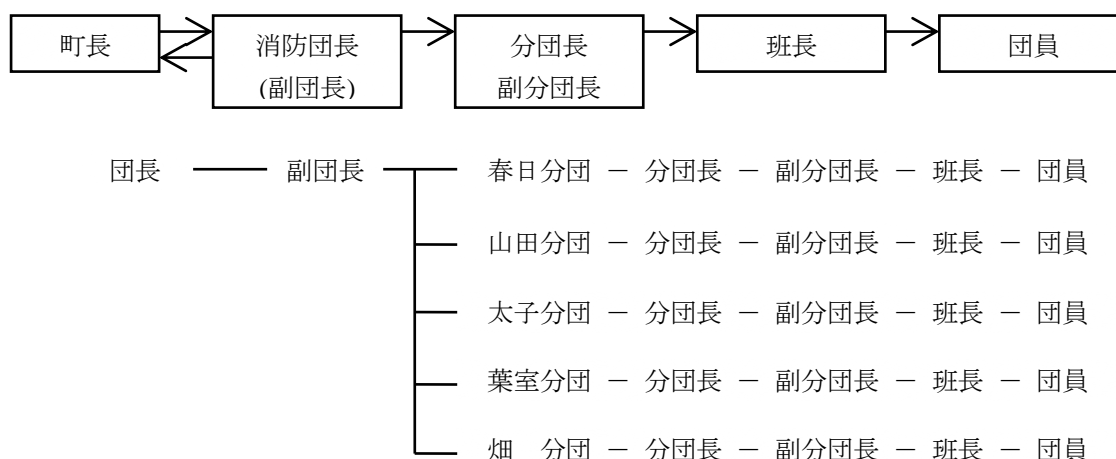 町長 消防団長 分団長 班長 団員
(副団長) 副分団長
団長 副団長 春日分団 － 分団長 － 副分団長 － 班長 － 団員
山田分団 － 分団長 － 副分団長 － 班長 － 団員
太子分団 － 分団長 － 副分団長 － 班長 － 団員
葉室分団 － 分団長 － 副分団長 － 班長 － 団員
畑　分団 － 分団長 － 副分団長 － 班長 － 団員